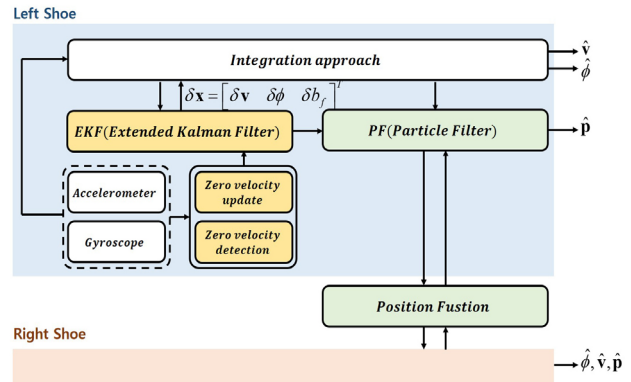 Left Shoe
Integration approach
v̂
ϕ̂
δx = [δv δϕ δb_f]^T
EKF(Extended Kalman Filter)
PF(Particle Filter)
p̂
Accelerometer
Gyroscope
Zero velocity
update
Zero velocity
detection
Position Fustion
Right Shoe
ϕ̂, v̂, p̂